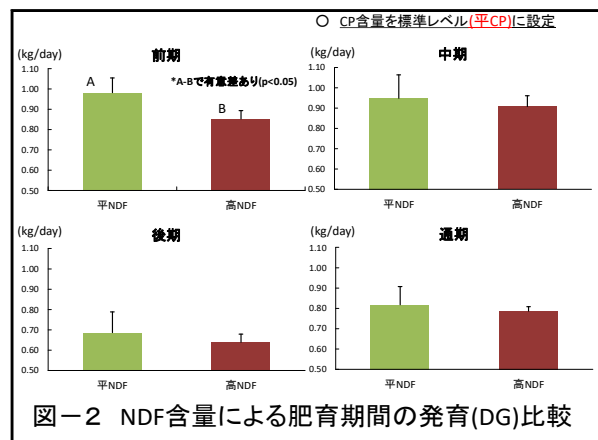 ○ CP含量を標準レベル(平CP)に設定
(kg/day)
前期
1.10
1.00
0.90
0.80
0.70
0.60
0.50
A
*A-Bで有意差あり(p<0.05)
B
平NDF
高NDF
(kg/day)
中期
1.10
1.00
0.90
0.80
0.70
0.60
0.50
平NDF
高NDF
(kg/day)
後期
1.10
1.00
0.90
0.80
0.70
0.60
0.50
平NDF
高NDF
(kg/day)
通期
1.10
1.00
0.90
0.80
0.70
0.60
0.50
平NDF
高NDF
図－2 NDF含量による肥育期間の発育(DG)比較